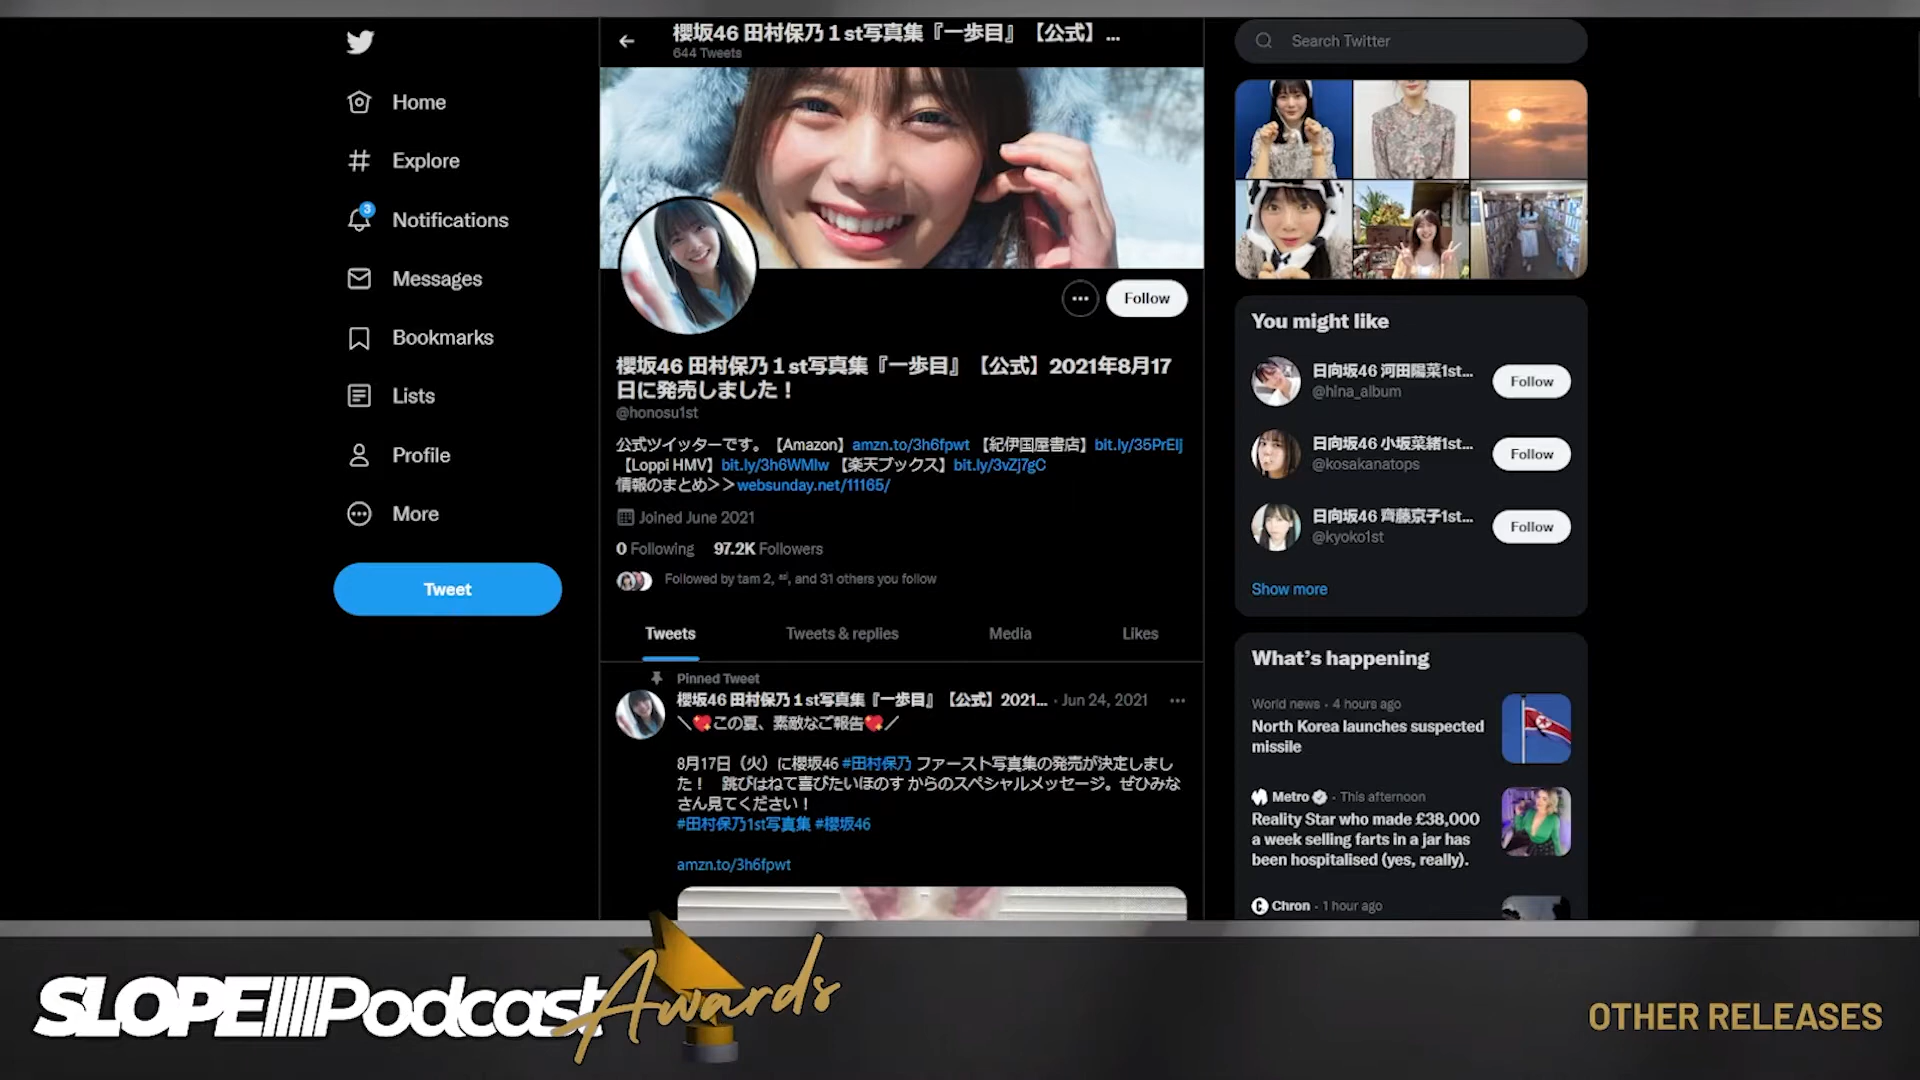 櫻坂46 田村保乃１st写真集『一歩目』【公式】...
644 Tweets
Home
Explore
3
Notifications
Messages
Bookmarks
Lists
Profile
More
Tweet
Follow
櫻坂46 田村保乃１st写真集『一歩目』【公式】2021年8月17
日に発売しました！
@honosu1st
公式ツイッターです。【Amazon】amzn.to/3h6fpwt 【紀伊国屋書店】bit.ly/35PrEIj
【Loppi HMV】bit.ly/3h6WMIw 【楽天ブックス】bit.ly/3vZj7gC
情報のまとめ＞＞websunday.net/11165/
Joined June 2021
0 Following 97.2K Followers
Followed by tam 2, and 31 others you follow
Tweets
Tweets & replies
Media
Likes
Pinned Tweet
櫻坂46 田村保乃１st写真集『一歩目』【公式】2021... · Jun 24, 2021
＼💖この夏、素敵なご報告💖／
8月17日（火）に櫻坂46 #田村保乃 ファースト写真集の発売が決定しまし
た！　跳びはねて喜びたいほのす からのスペシャルメッセージ。ぜひみな
さん見てください！
#田村保乃1st写真集 #櫻坂46
amzn.to/3h6fpwt
Search Twitter
You might like
日向坂46 河田陽菜1st...
@hina_album
Follow
日向坂46 小坂菜緒1st...
@kosakanatops
Follow
日向坂46 齊藤京子1st...
@kyoko1st
Follow
Show more
What's happening
World news · 4 hours ago
North Korea launches suspected
missile
Metro · This afternoon
Reality Star who made £38,000
a week selling farts in a jar has
been hospitalised (yes, really).
Chron · 1 hour ago
SLOPE Podcast Awards
OTHER RELEASES